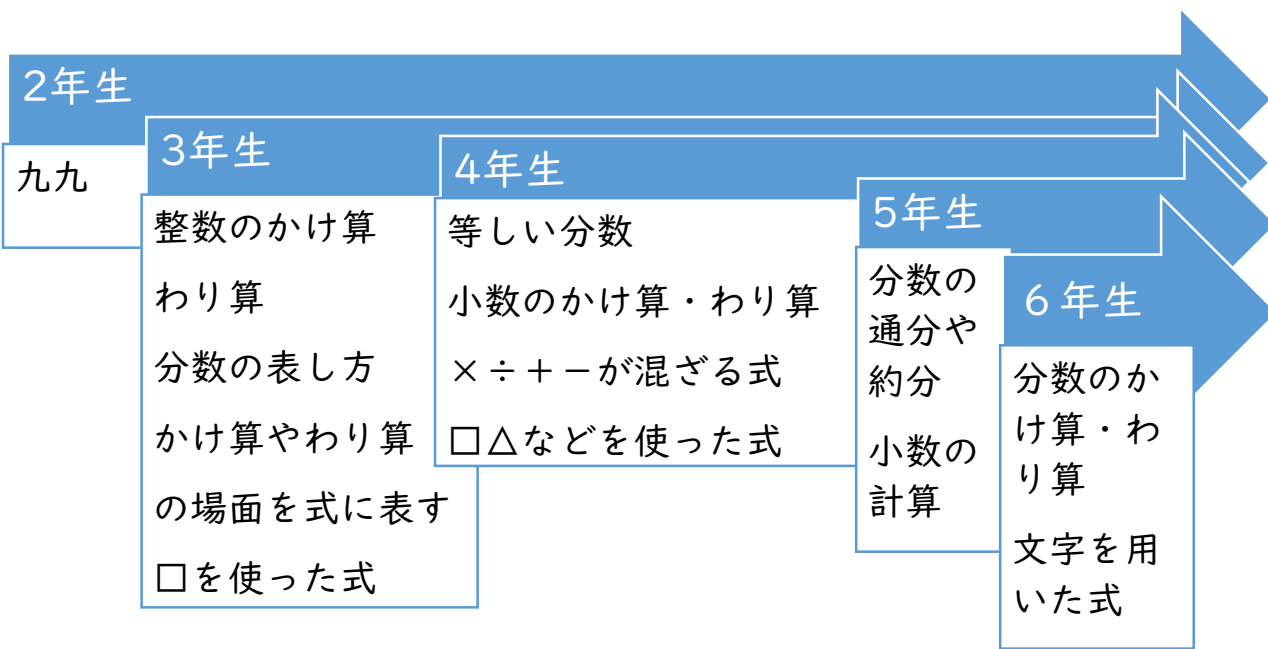 2年生
九九
3年生
整数のかけ算
わり算
分数の表し方
かけ算やわり算
の場面を式に表す
□を使った式
4年生
等しい分数
小数のかけ算・わり算
×÷+-が混ざる式
□△などを使った式
5年生
分数の
通分や
約分
小数の
計算
6年生
分数のか
け算・わ
り算
文字を用
いた式